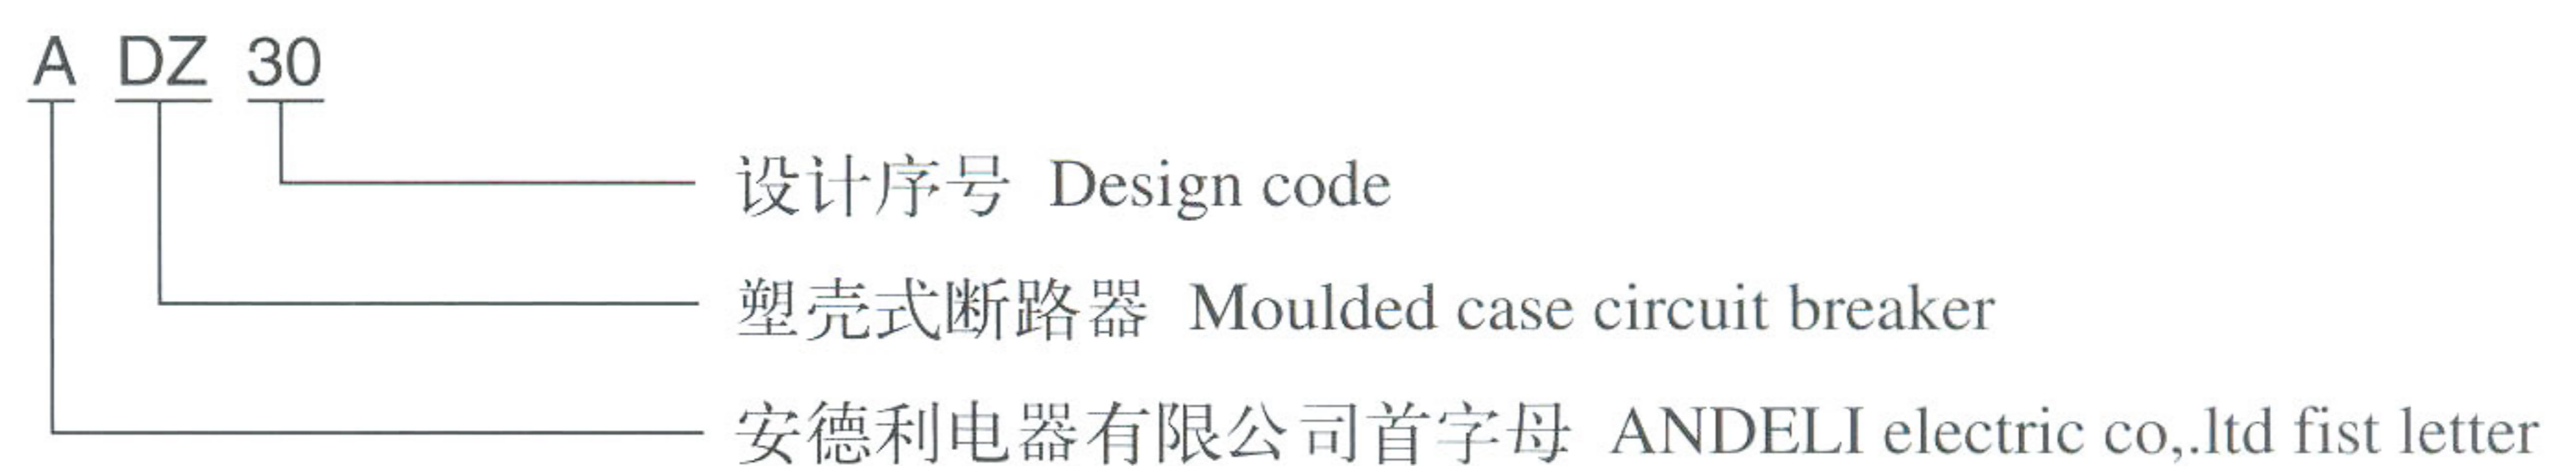 A DZ 30
设计序号 Design code
塑壳式断路器 Moulded case circuit breaker
安德利电器有限公司首字母 ANDELI electric co,.ltd fist letter